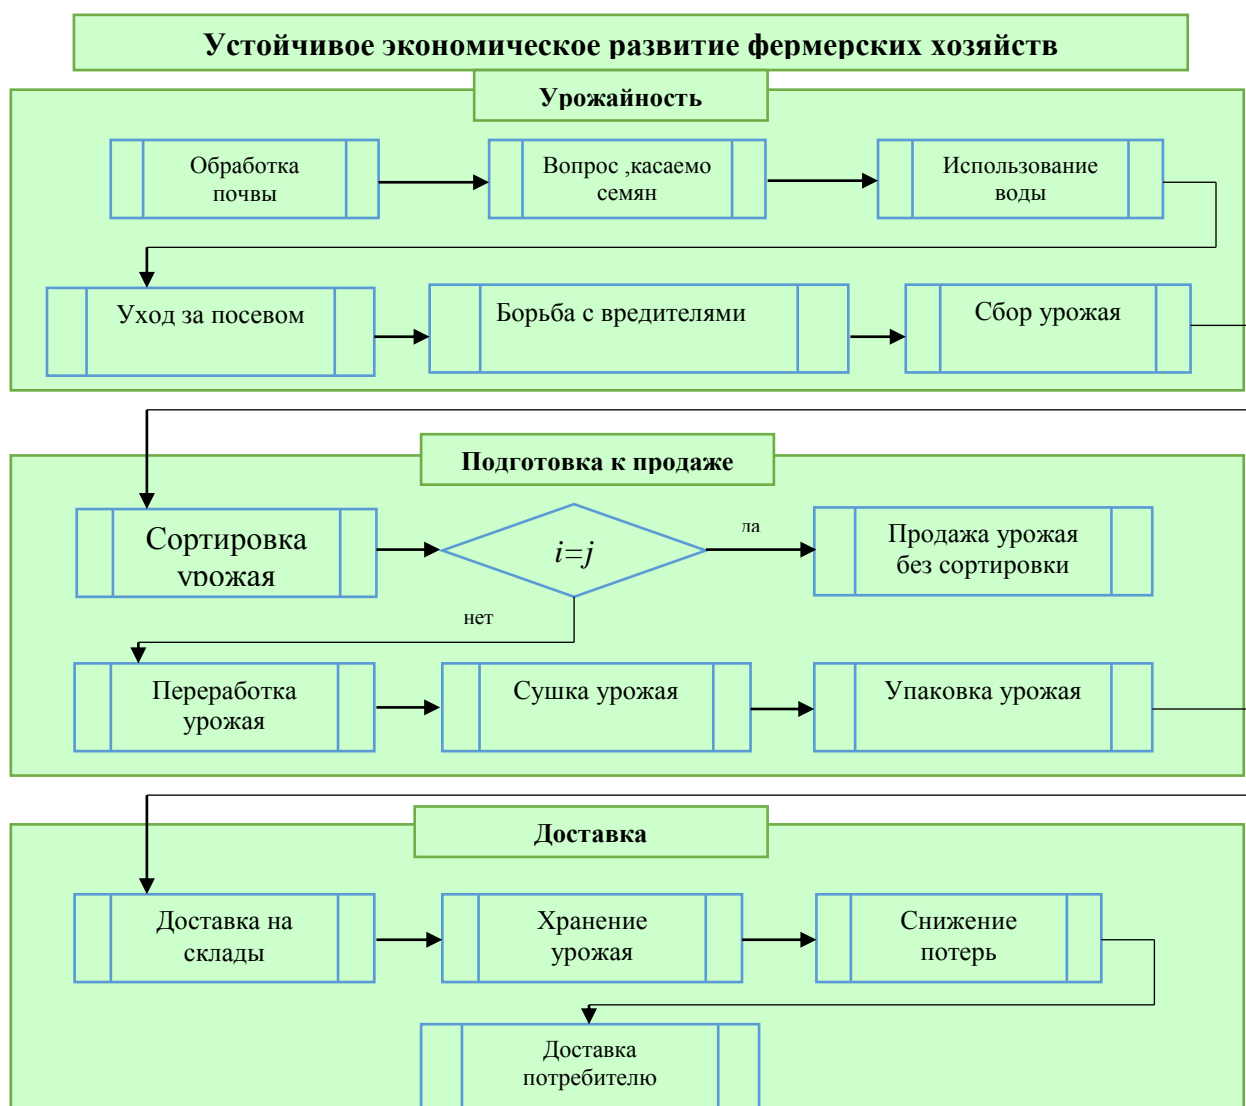 Устойчивое экономическое развитие фермерских хозяйств
Урожайность
Обработка
почвы
Вопрос ,касаемо
семян
Использование
воды
Уход за посевом
Борьба с вредителями
Сбор урожая
Подготовка к продаже
Сортировка
урожая
i=j
да
Продажа урожая
без сортировки
нет
Переработка
урожая
Сушка урожая
Упаковка урожая
Доставка
Доставка на
склады
Хранение
урожая
Снижение
потерь
Доставка
потребителю